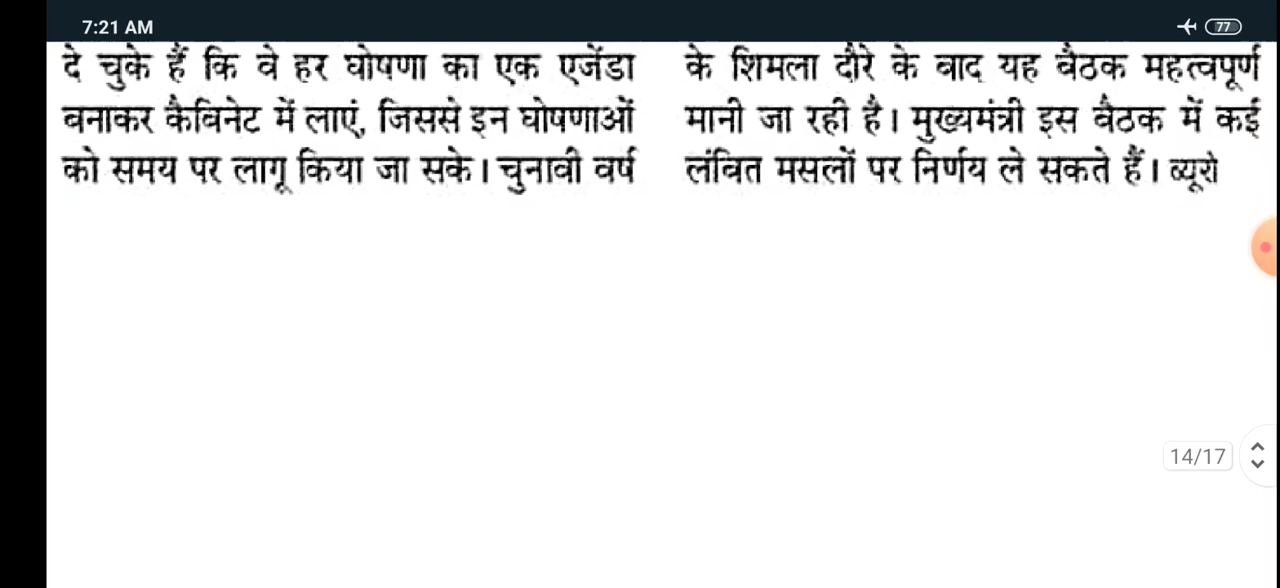 7:21 AM
77
दे चुके हैं कि वे हर घोषणा का एक एजेंडा
बनाकर कैबिनेट में लाएं, जिससे इन घोषणाओं
को समय पर लागू किया जा सके। चुनावी वर्ष
के शिमला दौरे के बाद यह बैठक महत्वपूर्ण
मानी जा रही है। मुख्यमंत्री इस बैठक में कई
लंबित मसलों पर निर्णय ले सकते हैं। ब्यूरो
14/17